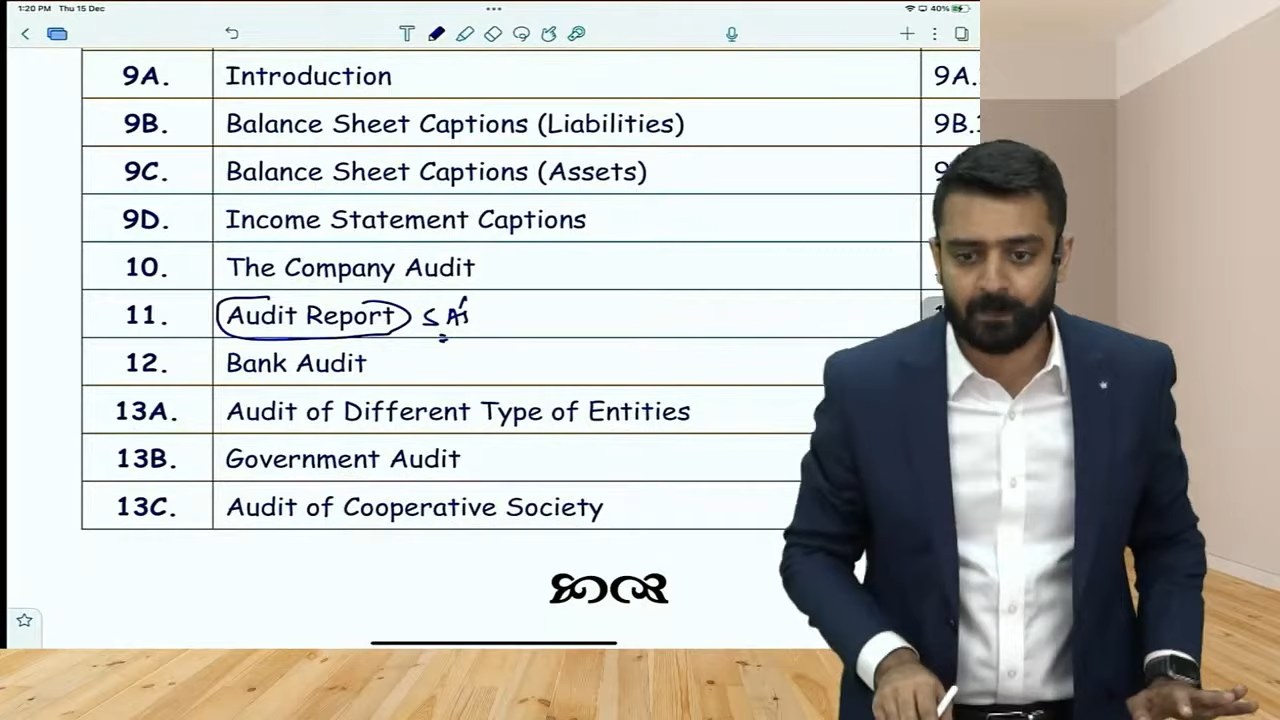 1:20 PM Thu 15 Dec
40%
9A. Introduction 9A.
9B. Balance Sheet Captions (Liabilities) 9B.1
9C. Balance Sheet Captions (Assets) 9
9D. Income Statement Captions
10. The Company Audit
11. Audit Report
12. Bank Audit
13A. Audit of Different Type of Entities
13B. Government Audit
13C. Audit of Cooperative Society